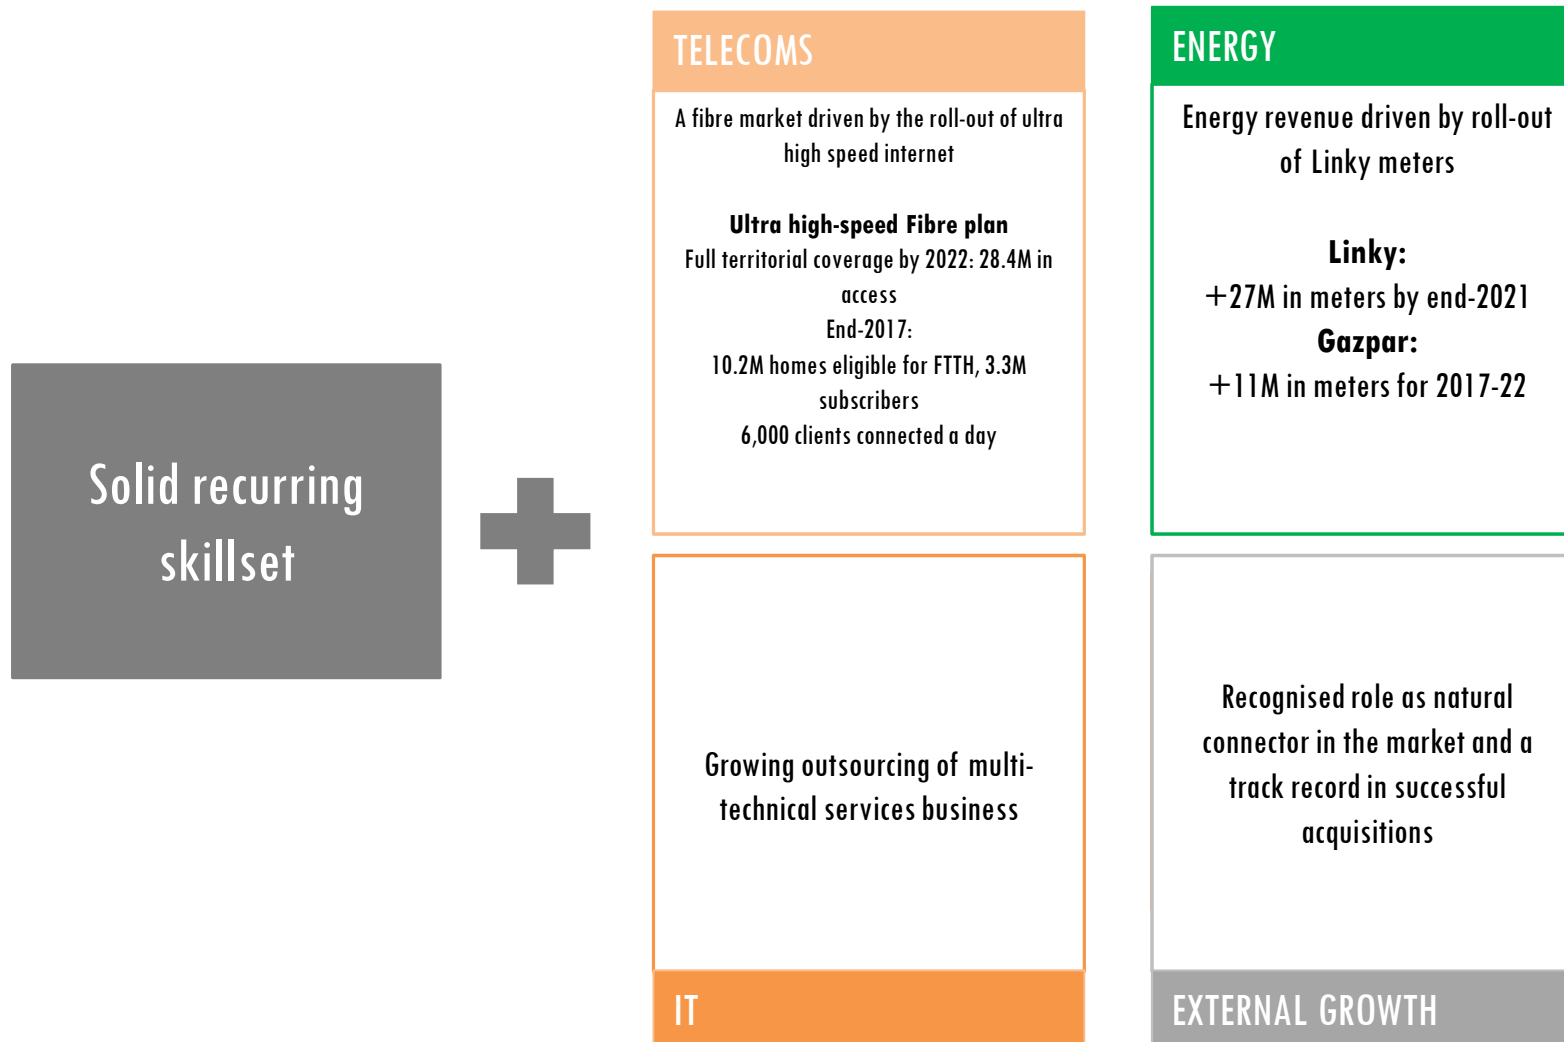 Solid recurring
skillset
TELECOMS
A fibre market driven by the roll-out of ultra
high speed internet
Ultra high-speed Fibre plan
Full territorial coverage by 2022: 28.4M in
access
End-2017:
10.2M homes eligible for FTTH, 3.3M
subscribers
6,000 clients connected a day
ENERGY
Energy revenue driven by roll-out
of Linky meters
Linky:
+27M in meters by end-2021
Gazpar:
+11M in meters for 2017-22
Growing outsourcing of multi-
technical services business
IT
Recognised role as natural
connector in the market and a
track record in successful
acquisitions
EXTERNAL GROWTH